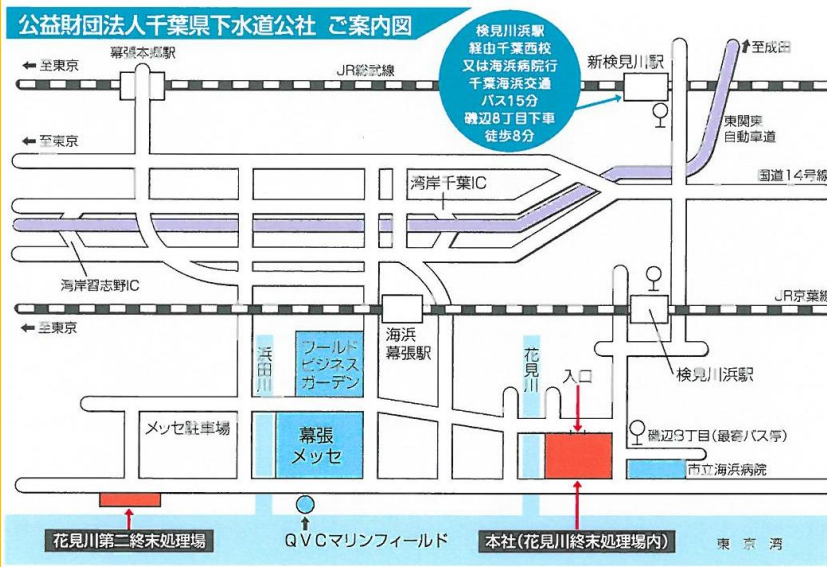 公益財団法人千葉県下水道公社 ご案内図
検見川浜駅
経由千葉西校
又は海浜病院行
千葉海浜交通
バス15分
磯辺8丁目下車
徒歩8分
幕張本郷駅
新検見川駅
至成田
←至東京
JR総武線
東関東
自動車道
←至東京
国道14号線
湾岸千葉IC
湾岸習志野IC
JR京葉線
←至東京
海浜
幕張駅
検見川浜駅
浜田川
ワールド
ビジネス
ガーデン
花見川
入口
メッセ駐車場
幕張
メッセ
磯辺8丁目(最寄バス停)
市立海浜病院
花見川第二終末処理場
QVCマリンフィールド
本社(花見川終末処理場内)
東京湾